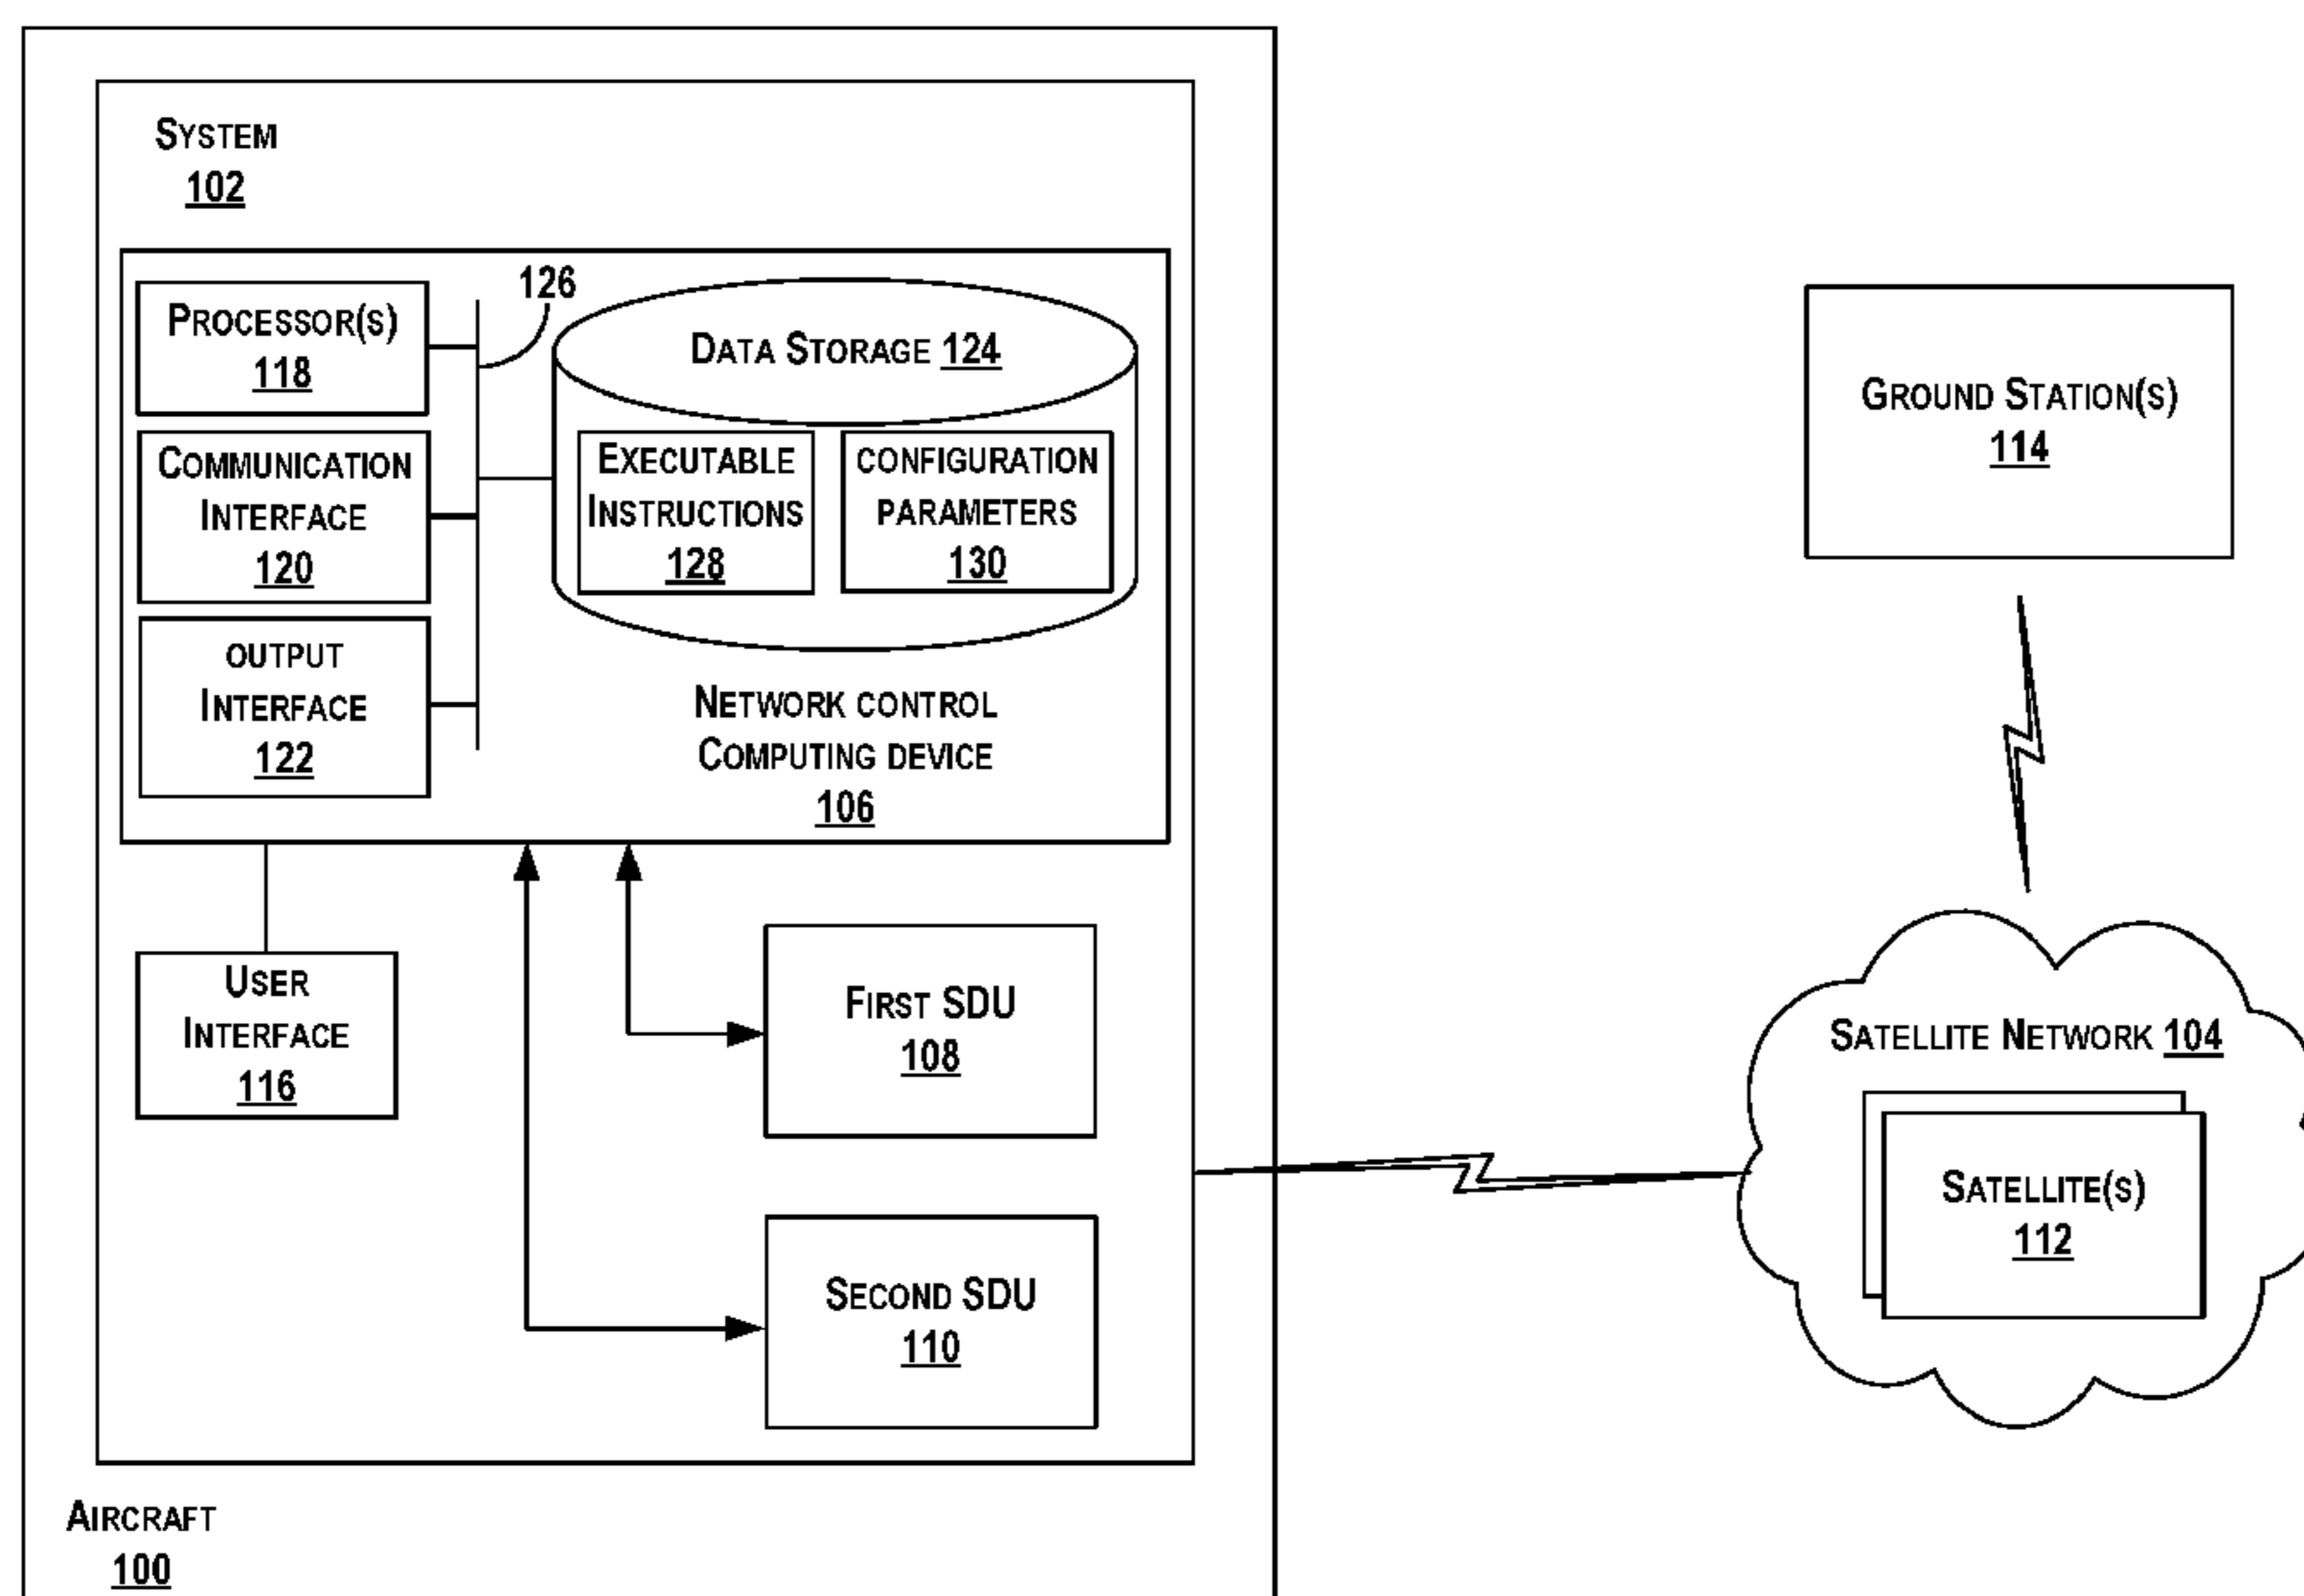 System
102
126
Processor(s)
118
Data Storage 124
Communication
Interface
120
Executable
Instructions
128
configuration
parameters
130
output
Interface
122
Network control
Computing device
106
User
Interface
116
First SDU
108
Second SDU
110
Aircraft
100
Ground Station(s)
114
Satellite Network 104
Satellite(s)
112